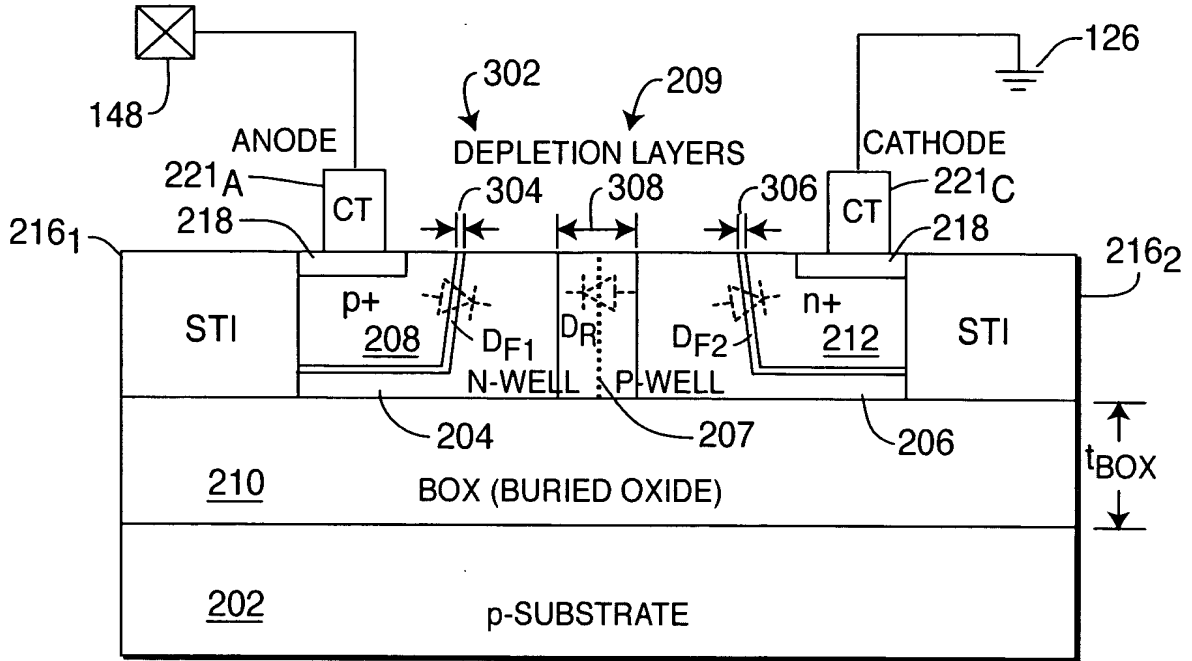 126
302
209
148
ANODE
DEPLETION LAYERS
CATHODE
221A
304
308
306
221C
CT
CT
218
218
2161
2162
STI
p+
208
DF1
DR
DF2
n+
212
STI
N-WELL
P-WELL
204
207
206
tBOX
210
BOX (BURIED OXIDE)
202
p-SUBSTRATE